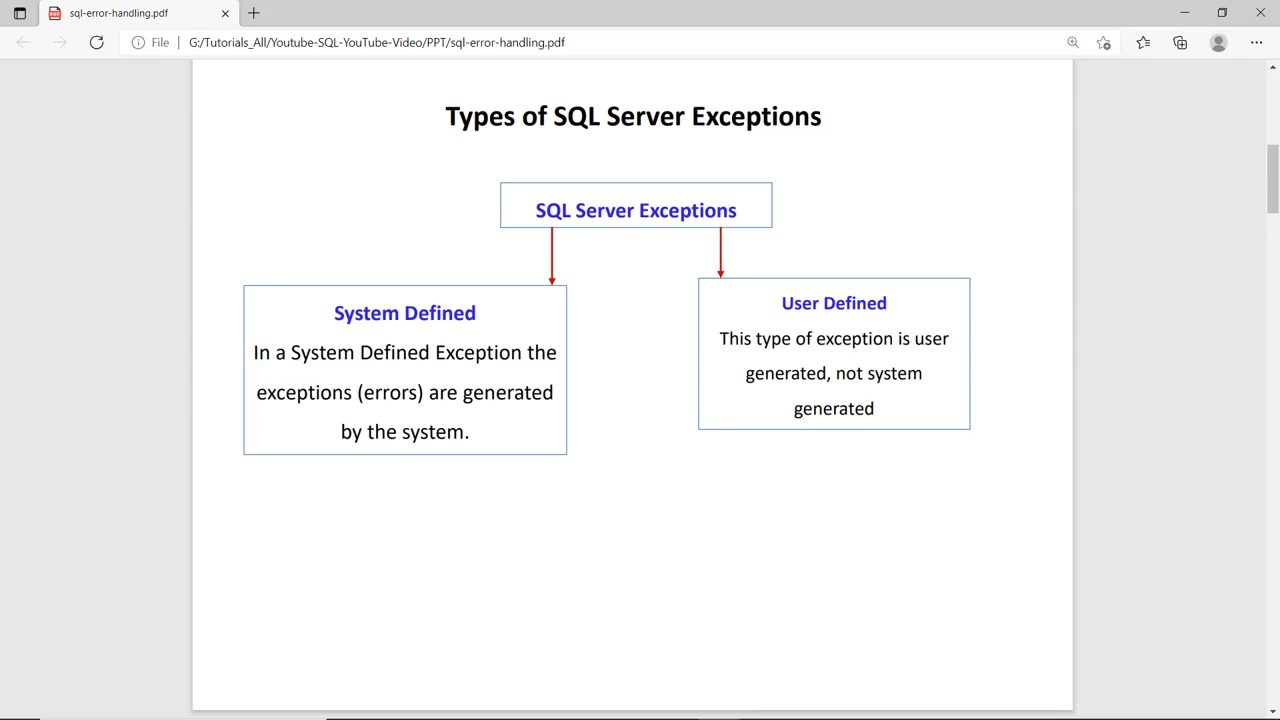 sql-error-handling.pdf
File | G:/Tutorials_All/Youtube-SQL-YouTube-Video/PPT/sql-error-handling.pdf
Types of SQL Server Exceptions
SQL Server Exceptions
System Defined
In a System Defined Exception the
exceptions (errors) are generated
by the system.
User Defined
This type of exception is user
generated, not system
generated